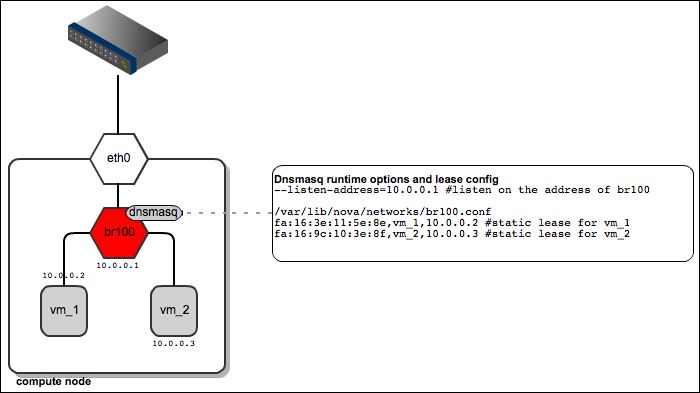 eth0
dnsmasq
br100
10.0.0.1
10.0.0.2
vm_1
vm_2
10.0.0.3
compute node
Dnsmasq runtime options and lease config
--listen-address=10.0.0.1 #listen on the address of br100
/var/lib/nova/networks/br100.conf
fa:16:3e:11:5e:8e,vm_1,10.0.0.2 #static lease for vm_1
fa:16:9c:10:3e:8f,vm_2,10.0.0.3 #static lease for vm_2